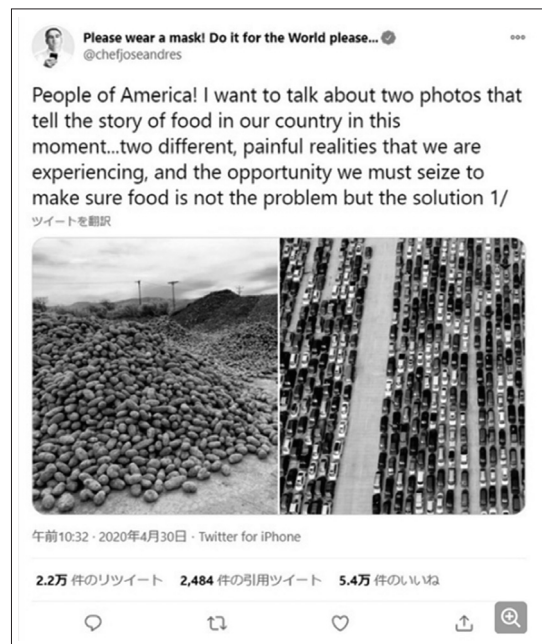 Please wear a mask! Do it for the World please...
@chefjoseandres
People of America! I want to talk about two photos that
tell the story of food in our country in this
moment...two different, painful realities that we are
experiencing, and the opportunity we must seize to
make sure food is not the problem but the solution 1/
ツイートを翻訳
午前10:32 · 2020年4月30日 · Twitter for iPhone
2.2万 件のリツイート 2,484 件の引用ツイート 5.4万 件のいいね